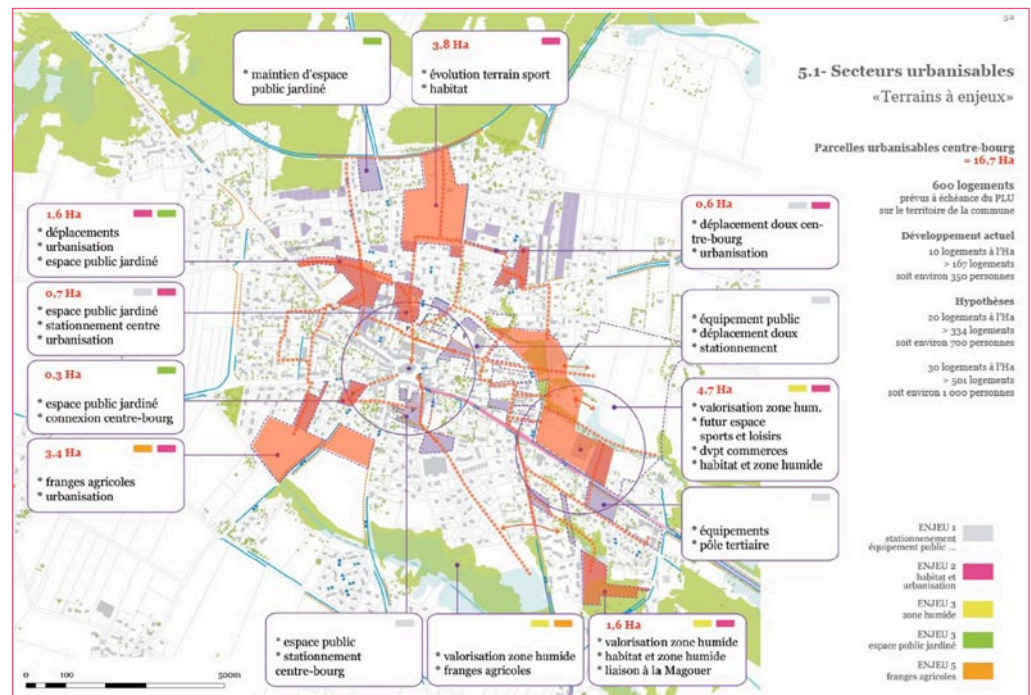 52
5.1- Secteurs urbanisables
«Terrains à enjeux»
Parcelles urbanisables centre-bourg
= 16,7 Ha
600 logements
prévus à échéance du PLU
sur le territoire de la commune
Développement actuel
10 logements à l'Ha
> 167 logements
soit environ 350 personnes
Hypothèses
20 logements à l'Ha
> 334 logements
soit environ 700 personnes
30 logements à l'Ha
> 501 logements
soit environ 1 000 personnes
* maintien d'espace
public jardiné
3,8 Ha
* évolution terrain sport
* habitat
1,6 Ha
* déplacements
* urbanisation
* espace public jardiné
0,7 Ha
* espace public jardiné
* stationnement centre
* urbanisation
0,3 Ha
* espace public jardiné
* connexion centre-bourg
3,4 Ha
* franges agricoles
* urbanisation
0,6 Ha
* déplacement doux cen-
tre-bourg
* urbanisation
* équipement public
* déplacement doux
* stationnement
4,7 Ha
* valorisation zone hum.
* futur espace
sports et loisirs
* dvpt commerces
* habitat et zone humide
* équipements
* pôle tertiaire
* espace public
* stationnement
centre-bourg
* valorisation zone humide
* franges agricoles
1,6 Ha
* valorisation zone humide
* habitat et zone humide
* liaison à la Magouer
ENJEU 1
stationnenement
équipement public ...
ENJEU 2
habitat et
urbanisation
ENJEU 3
zone humide
ENJEU 3
espace public jardiné
ENJEU 5
franges agricoles
0 100 500m